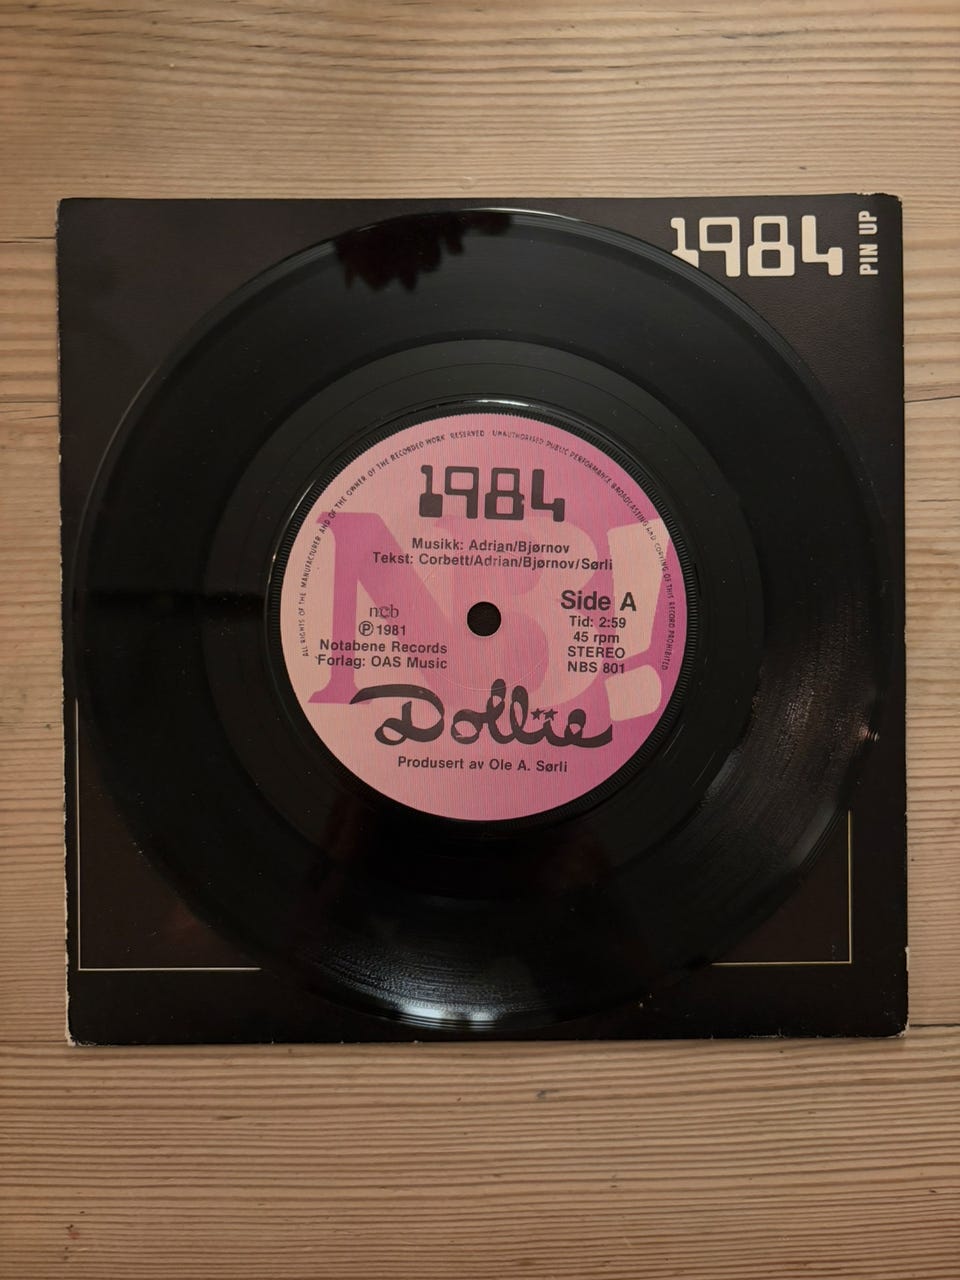 1984
PIN UP
ALL RIGHTS OF THE MANUFACTURER AND OF THE OWNER OF THE RECORDED WORK RESERVED · UNAUTHORISED PUBLIC PERFORMANCE BROADCASTING AND COPYING OF THIS RECORD PROHIBITED
1984
NB!
Musikk: Adrian/Bjørnov
Tekst: Corbett/Adrian/Bjørnov/Sørli
Side A
Tid: 2:59
45 rpm
STEREO
NBS 801
ncb
Ⓟ 1981
Notabene Records
Forlag: OAS Music
Dollie
Produsert av Ole A. Sørli